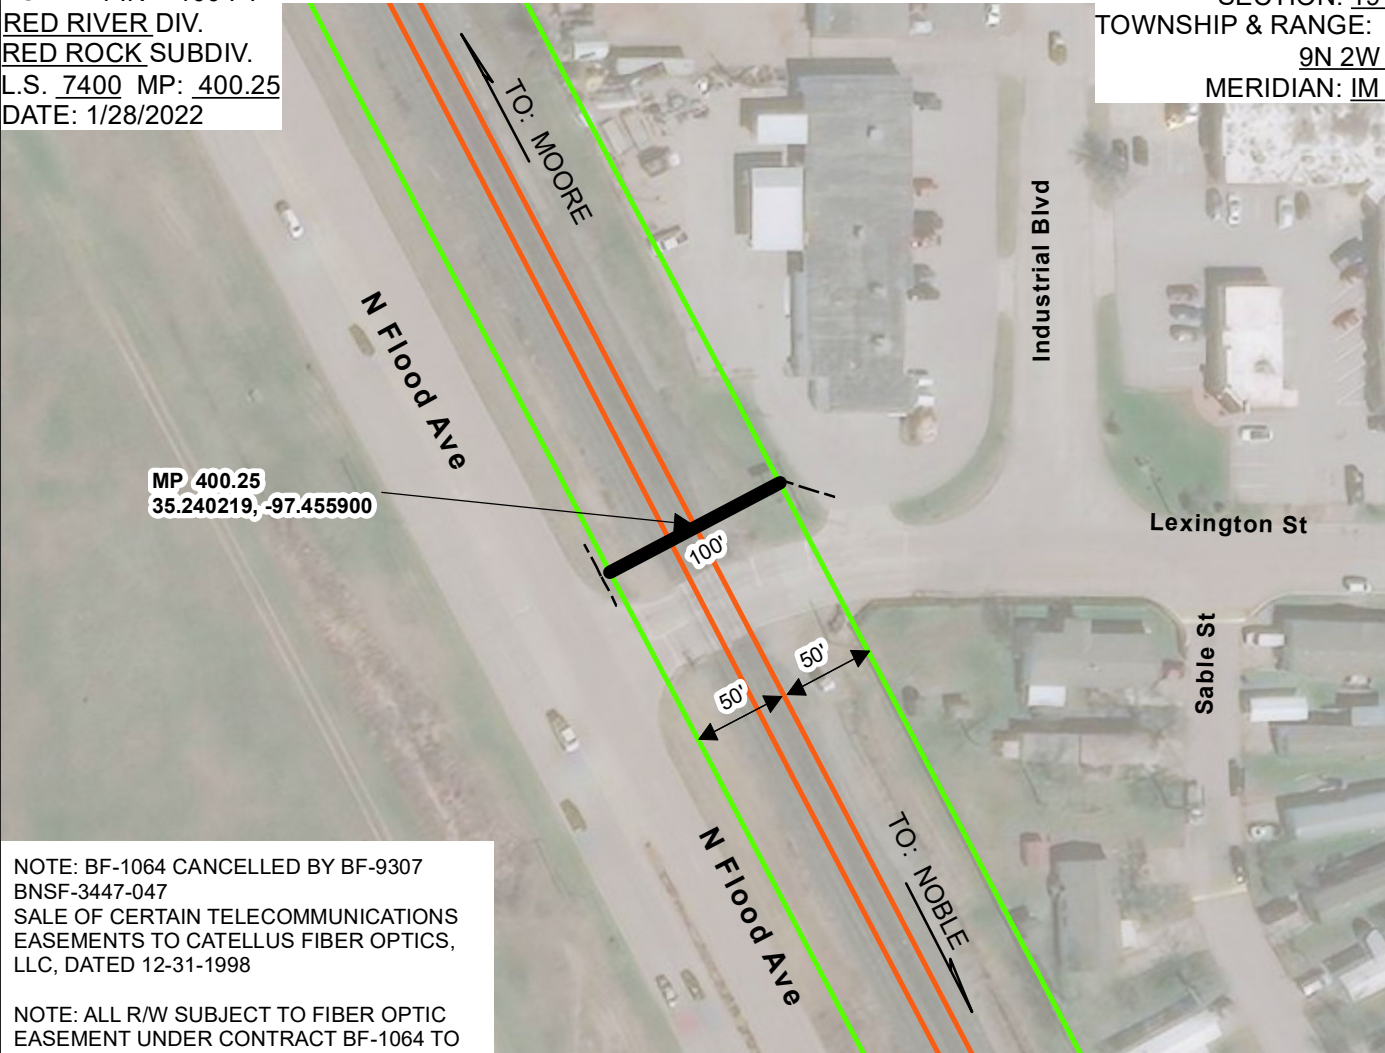 RED RIVER DIV.
RED ROCK SUBDIV.
L.S. 7400 MP: 400.25
DATE: 1/28/2022
TOWNSHIP & RANGE:
9N 2W
MERIDIAN: IM
TO: MOORE
Industrial Blvd
N Flood Ave
MP 400.25
35.240219, -97.455900
100'
Lexington St
50'
50'
Sable St
TO: NOBLE
N Flood Ave
NOTE: BF-1064 CANCELLED BY BF-9307
BNSF-3447-047
SALE OF CERTAIN TELECOMMUNICATIONS
EASEMENTS TO CATELLUS FIBER OPTICS,
LLC, DATED 12-31-1998
NOTE: ALL R/W SUBJECT TO FIBER OPTIC
EASEMENT UNDER CONTRACT BF-1064 TO